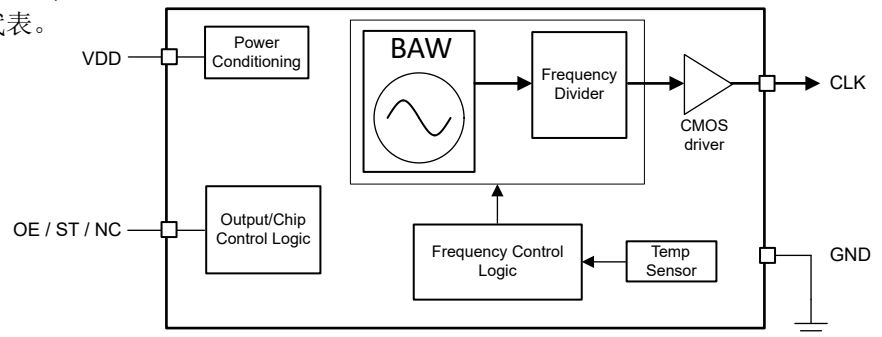 代表。
VDD
Power
Conditioning
BAW
Frequency
Divider
CMOS
driver
CLK
OE / ST / NC
Output/Chip
Control Logic
Frequency Control
Logic
Temp
Sensor
GND